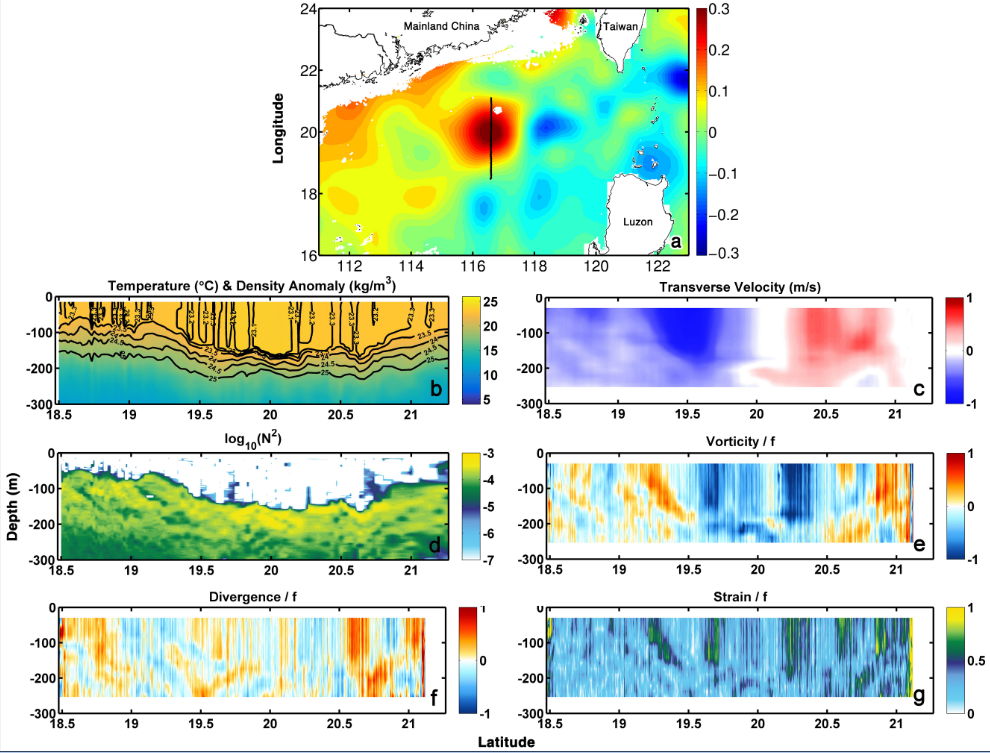 24
22
20
18
16
Longitude
Mainland China
Taiwan
Luzon
a
112 114 116 118 120 122
0.3
0.2
0.1
0
−0.1
−0.2
−0.3
Temperature (°C) & Density Anomaly (kg/m³)
0
-100
-200
-300
23.2
23.5
24.5
25
b
18.5 19 19.5 20 20.5 21
25
20
15
10
5
Transverse Velocity (m/s)
0
-100
-200
-300
c
18.5 19 19.5 20 20.5 21
1
0
-1
log₁₀(N²)
0
-100
-200
-300
Depth (m)
d
18.5 19 19.5 20 20.5 21
-3
-4
-5
-6
-7
Vorticity / f
0
-100
-200
-300
e
18.5 19 19.5 20 20.5 21
1
0
-1
Divergence / f
0
-100
-200
-300
f
18.5 19 19.5 20 20.5 21
1
0
-1
Strain / f
0
-100
-200
-300
g
18.5 19 19.5 20 20.5 21
1
0.5
0
Latitude